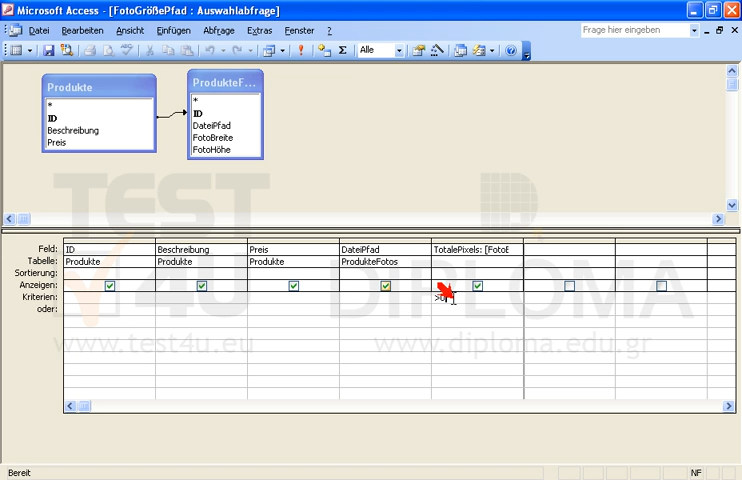 Microsoft Access - [FotoGrößePfad : Auswahlabfrage]
Datei Bearbeiten Ansicht Einfügen Abfrage Extras Fenster ? Frage hier eingeben
Alle
Produkte
*
ID
Beschreibung
Preis
ProdukteF...
*
ID
DateiPfad
FotoBreite
FotoHöhe
TEST
4U
DIPLOMA
www.test4u.eu www.diploma.edu.gr
Feld: ID Beschreibung Preis DateiPfad TotalePixels: [FotoB
Tabelle: Produkte Produkte Produkte ProdukteFotos
Sortierung:
Anzeigen:
Kriterien: >0
oder:
Bereit NF